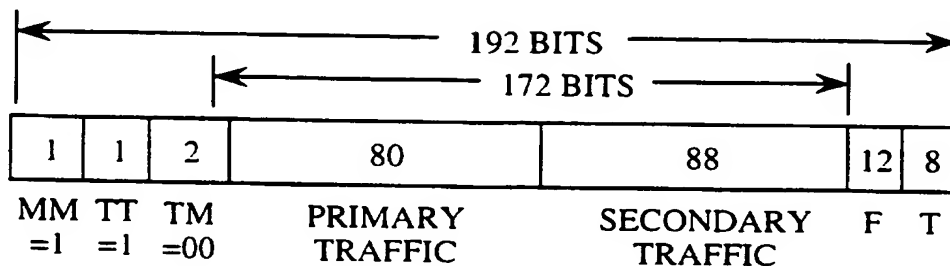 192 BITS
172 BITS
1 1 2 80 88 12 8
MM TT TM PRIMARY SECONDARY F T
=1 =1 =00 TRAFFIC TRAFFIC